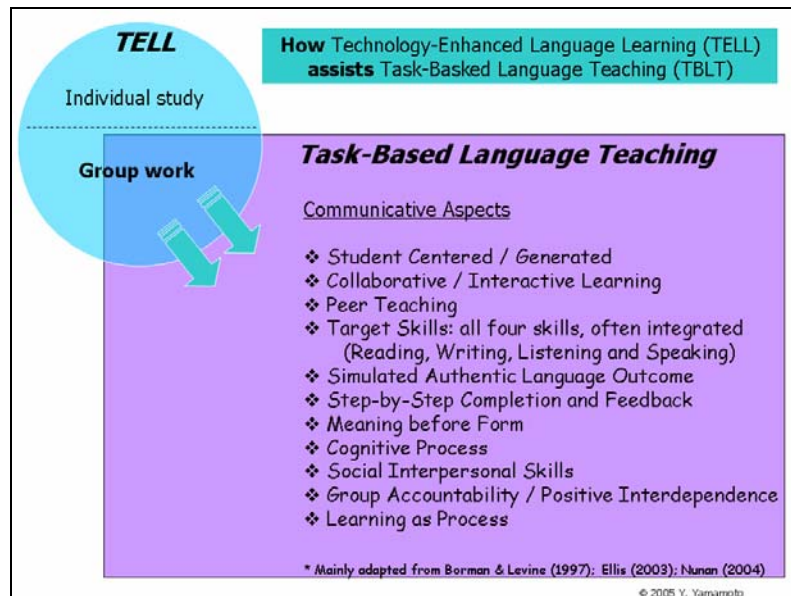 TELL
How Technology-Enhanced Language Learning (TELL)
assists Task-Basked Language Teaching (TBLT)
Individual study
Group work
Task-Based Language Teaching
Communicative Aspects
❖ Student Centered / Generated
❖ Collaborative / Interactive Learning
❖ Peer Teaching
❖ Target Skills: all four skills, often integrated
(Reading, Writing, Listening and Speaking)
❖ Simulated Authentic Language Outcome
❖ Step-by-Step Completion and Feedback
❖ Meaning before Form
❖ Cognitive Process
❖ Social Interpersonal Skills
❖ Group Accountability / Positive Interdependence
❖ Learning as Process
* Mainly adapted from Borman & Levine (1997); Ellis (2003); Nunan (2004)
© 2005 Y. Yamamoto